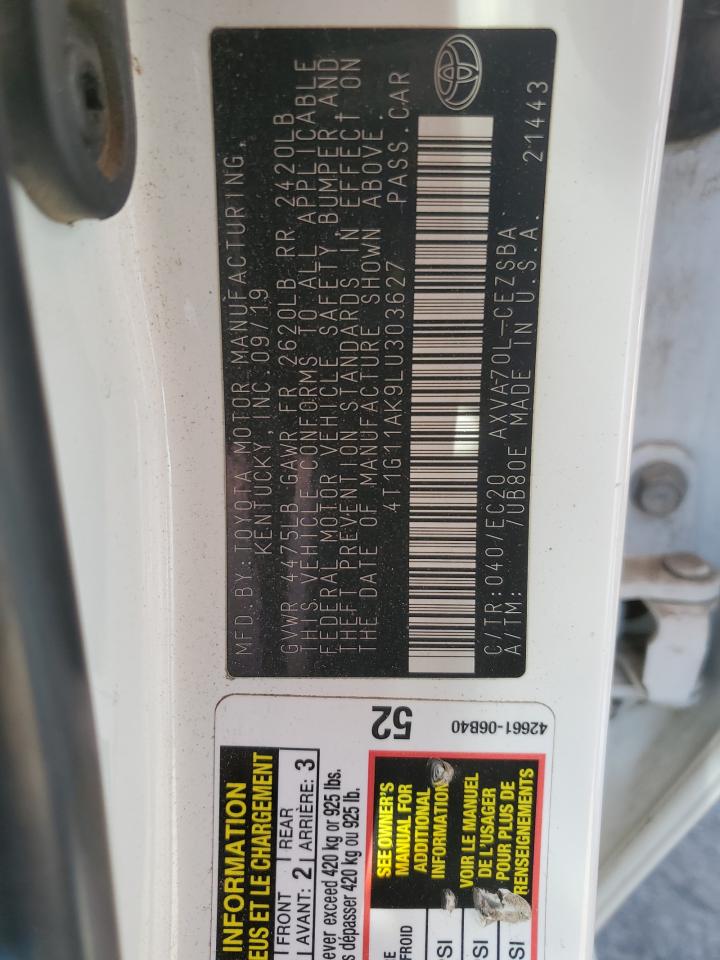 MFD. BY: TOYOTA MOTOR MANUFACTURING,
KENTUCKY INC. 09/19
GVWR 4475LB GAWR FR 2620LB RR 2420LB
THIS VEHICLE CONFORMS TO ALL APPLICABLE
FEDERAL MOTOR VEHICLE SAFETY, BUMPER, AND
THEFT PREVENTION STANDARDS IN EFFECT ON
THE DATE OF MANUFACTURE SHOWN ABOVE.
4T1G11AK9LU303627 PASS. CAR
C/TR: 040/EC20 AXVA70L-CEZSBA
A/TM: 7UB80E MADE IN U.S.A. 21443
52
42661-06B40
INFORMATION
EUS ET LE CHARGEMENT
FRONT REAR
AVANT: 2 ARRIÈRE: 3
ever exceed 420 kg or 925 lbs.
s dépasser 420 kg ou 925 lb.
SEE OWNER'S
MANUAL FOR
ADDITIONAL
INFORMATION
VOIR LE MANUEL
DE L'USAGER
POUR PLUS DE
RENSEIGNEMENTS
E
FROID
SI
SI
SI